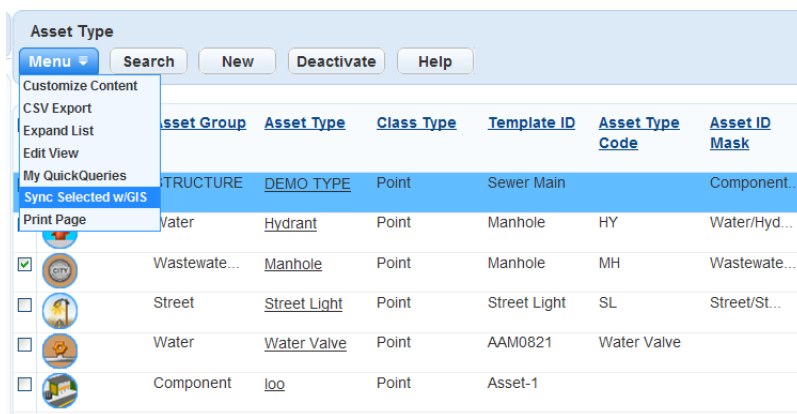 Asset Type
Menu Search New Deactivate Help
Customize Content
CSV Export
Expand List
Edit View
My QuickQueries
Sync Selected w/GIS
Print Page
Asset Group Asset Type Class Type Template ID Asset Type Code Asset ID Mask
STRUCTURE DEMO TYPE Point Sewer Main Component...
Water Hydrant Point Manhole HY Water/Hyd...
Wastewate... Manhole Point Manhole MH Wastewate...
CITY
Street Street Light Point Street Light SL Street/St...
Water Water Valve Point AAM0821 Water Valve
Component loo Point Asset-1